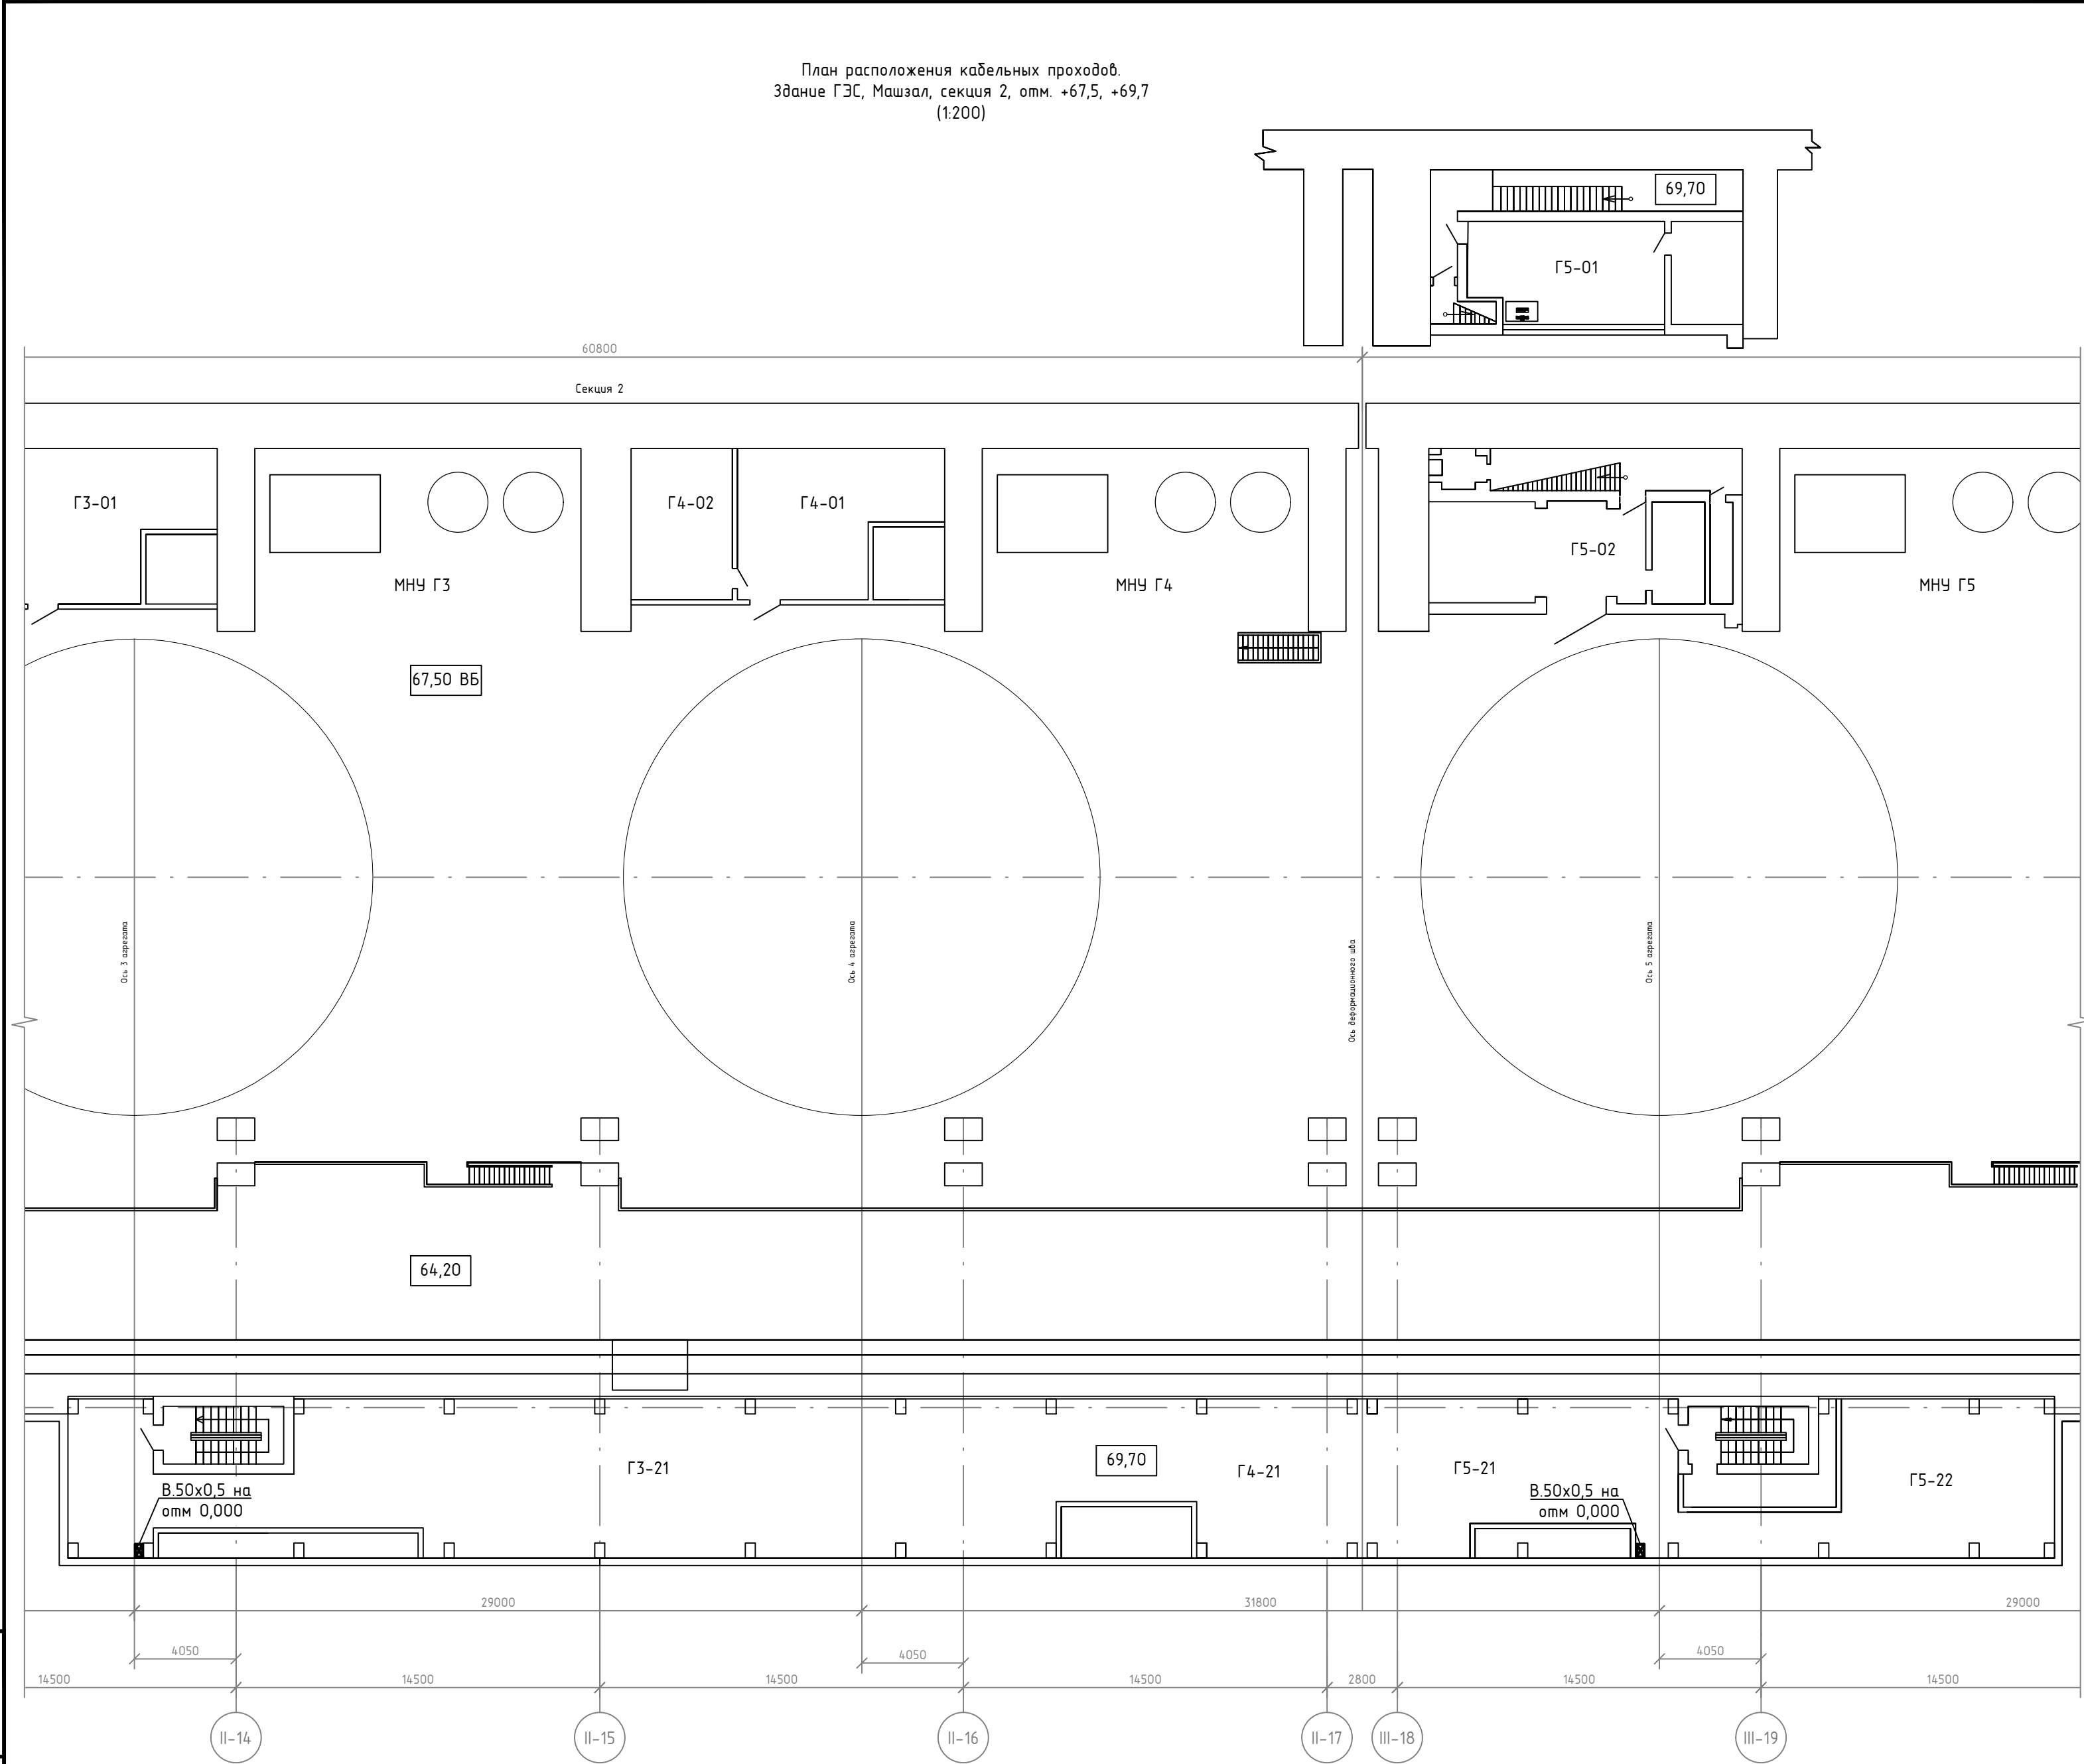 План расположения кабельных проходов.
Здание ГЭС, Машзал, секция 2, отм. +67,5, +69,7
(1:200)
69,70
Г5-01
60800
Секция 2
Г3-01
Г4-02
Г4-01
Г5-02
МНУ Г3
МНУ Г4
МНУ Г5
67,50 ВБ
Ось 3 агрегата
Ось 4 агрегата
Ось деформационного шва
Ось 5 агрегата
64,20
69,70
Г3-21
Г4-21
Г5-21
Г5-22
В.50х0,5 на
отм 0,000
В.50х0,5 на
отм 0,000
29000
31800
29000
4050
4050
4050
14500
14500
14500
14500
2800
14500
14500
II-14
II-15
II-16
II-17
III-18
III-19